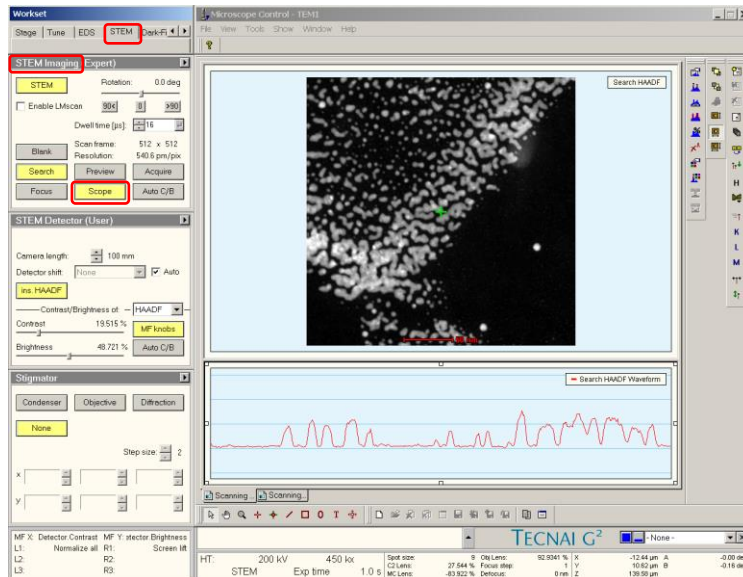 Workset
Microscope Control - TEM1
Stage Tune EDS STEM Dark-Fi
File View Tools Show Window Help
STEM Imaging (Expert)
STEM
Rotation: 0.0 deg
Enable LMscan 90< 0 >90
Dwell time [µs]: 16
Scan frame: 512 x 512
Resolution: 540.6 pm/pix
Blank
Search Preview Acquire
Focus Scope Auto C/B
Search HAADF
STEM Detector (User)
Camera length: 100 mm
Detector shift: None Auto
ins. HAADF
Contrast/Brightness of HAADF
Contrast 19.515 % MF knobs
Brightness 48.721 % Auto C/B
Search HAADF Waveform
Stigmator
Condenser Objective Diffraction
None
Step size: 2
x
y
Scanning... Scanning...
T
H
K
L
M
MF X: Detector Contrast MF Y: stector Brightness
L1: Normalize all R1: Screen lift
L2: R2:
L3: R3:
TECNAI G²
- None -
HT: 200 kV 450 kx
STEM Exp time 1.0 s
Spot size: 9 Obj Lens: 92.9341 % X -12.44 µm A -0.00 de
C2 Lens: 27.544 % Focus step: 1 Y 10.62 µm B -0.16 de
MC Lens: -83.922 % Defocus: 0 nm Z 139.58 µm